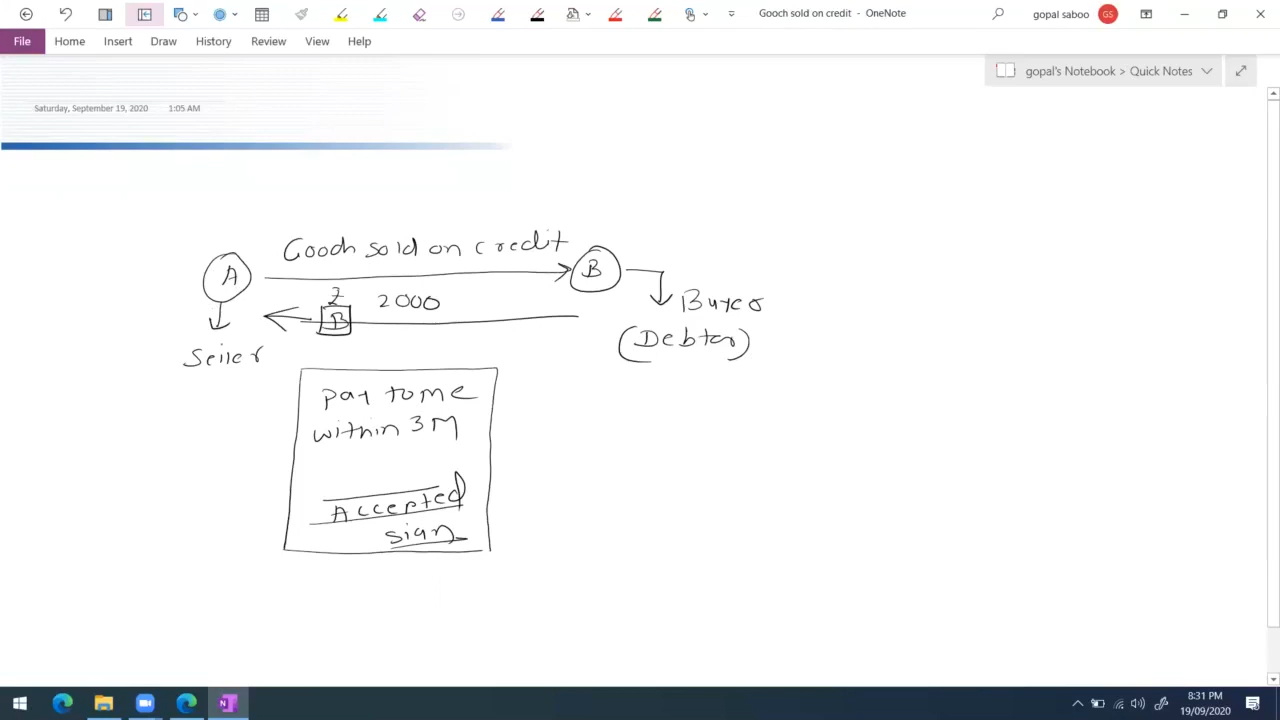 Gooch sold on credit - OneNote
gopal saboo
GS
File Home Insert Draw History Review View Help
gopal's Notebook > Quick Notes
Saturday, September 19, 2020 1:05 AM
Gooch sold on credit
A
B
2000
B
Buyer
(Debtor)
Seller
pay to me
within 3M
Accepted
sign
8:31 PM
19/09/2020